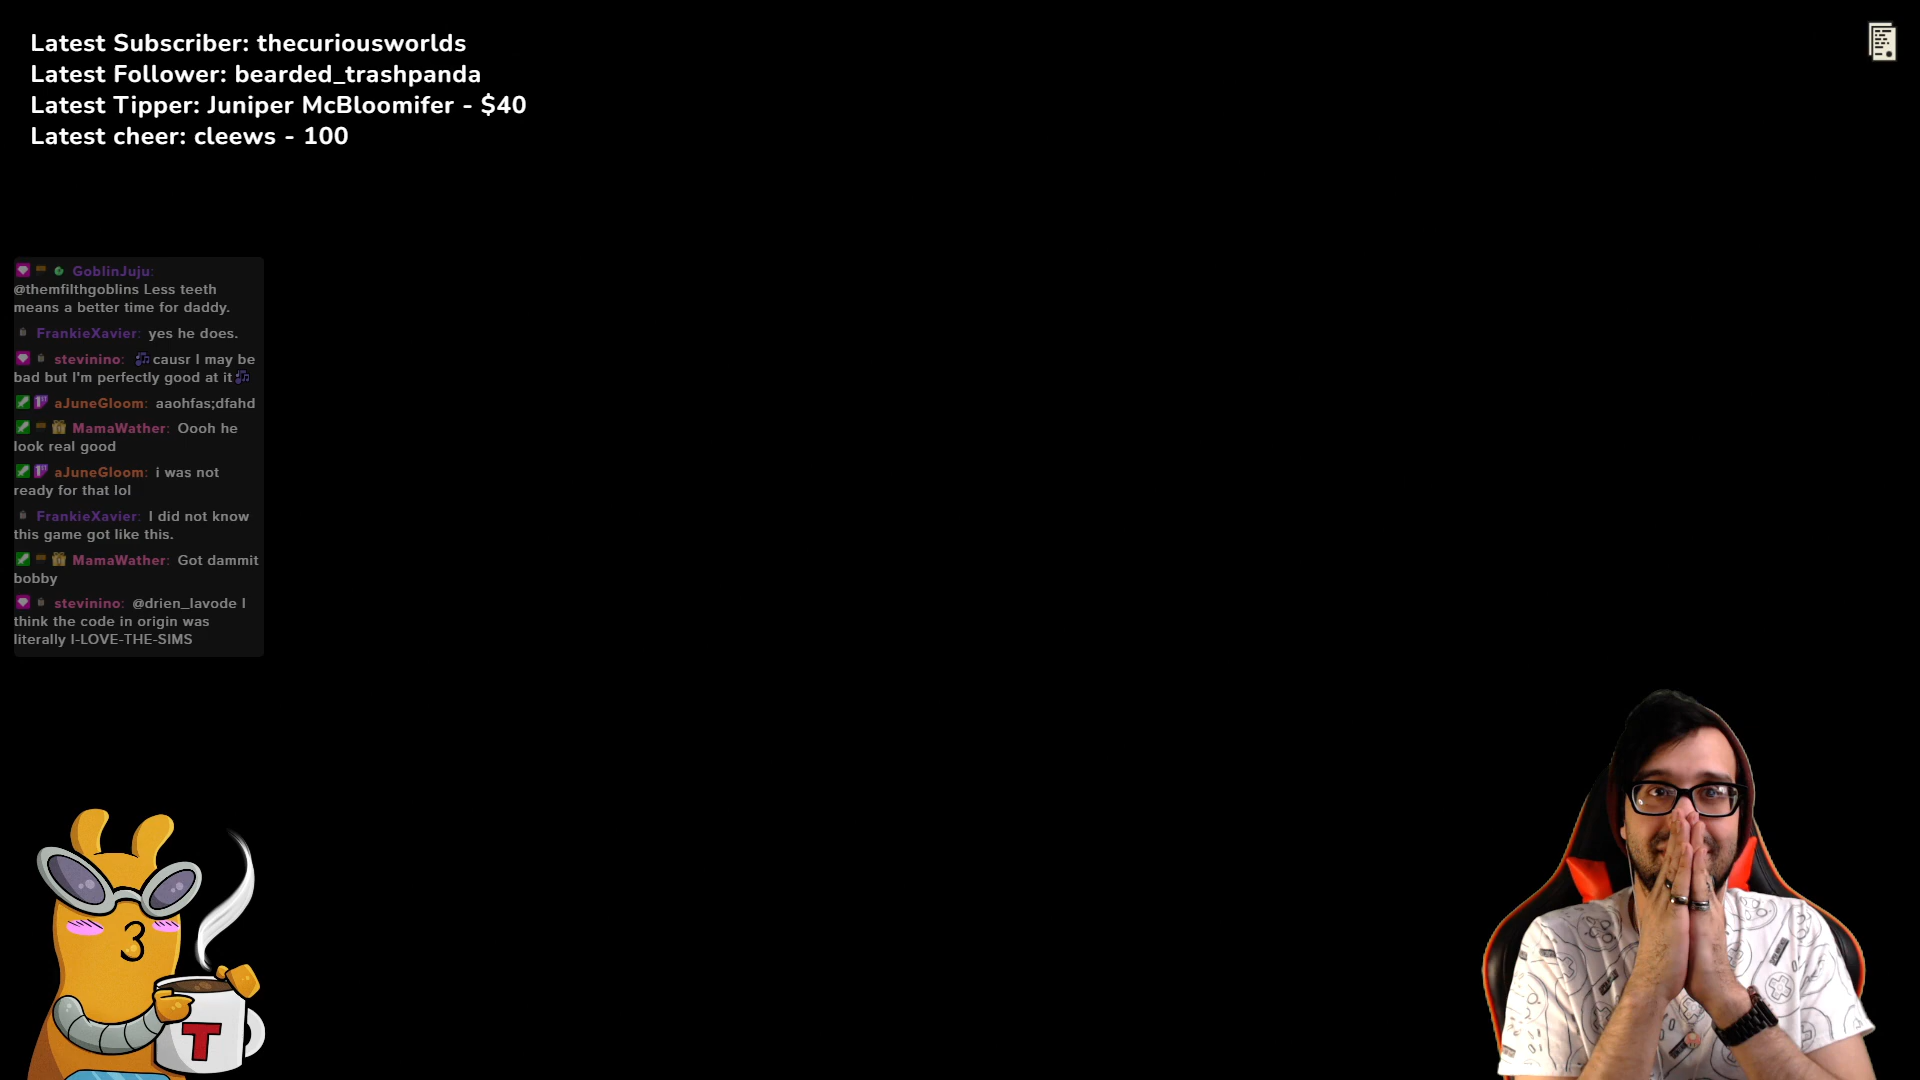 Latest Subscriber: thecuriousworlds
Latest Follower: bearded_trashpanda
Latest Tipper: Juniper McBloomifer - $40
Latest cheer: cleews - 100
GoblinJuju:
@themfilthgoblins Less teeth
means a better time for daddy.
FrankieXavier: yes he does.
stevinino: 🎶causr I may be
bad but I'm perfectly good at it🎶
aJuneGloom: aaohfas;dfahd
MamaWather: Oooh he
look real good
aJuneGloom: i was not
ready for that lol
FrankieXavier: I did not know
this game got like this.
MamaWather: Got dammit
bobby
stevinino: @drien_lavode I
think the code in origin was
literally I-LOVE-THE-SIMS
T